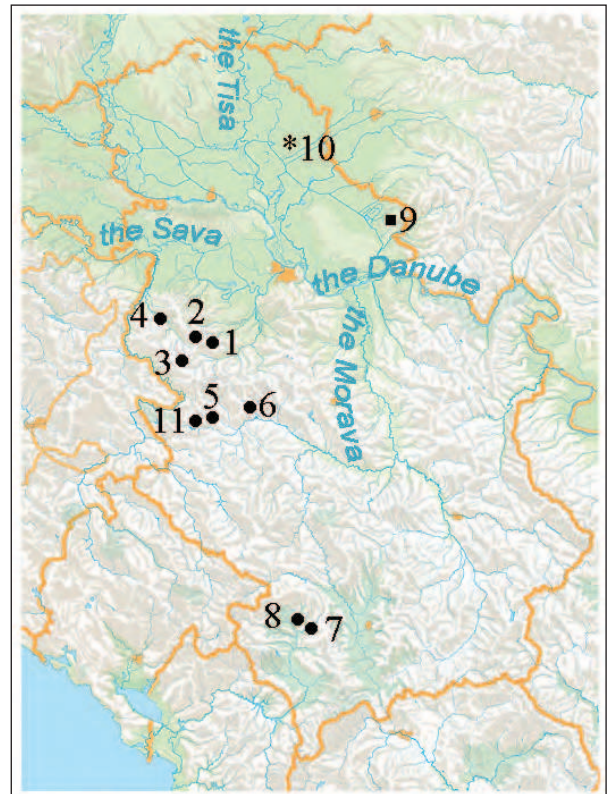 the Tisa
*10
9
the Sava
the Danube
4
2
1
3
the Morava
5
6
11
8
7